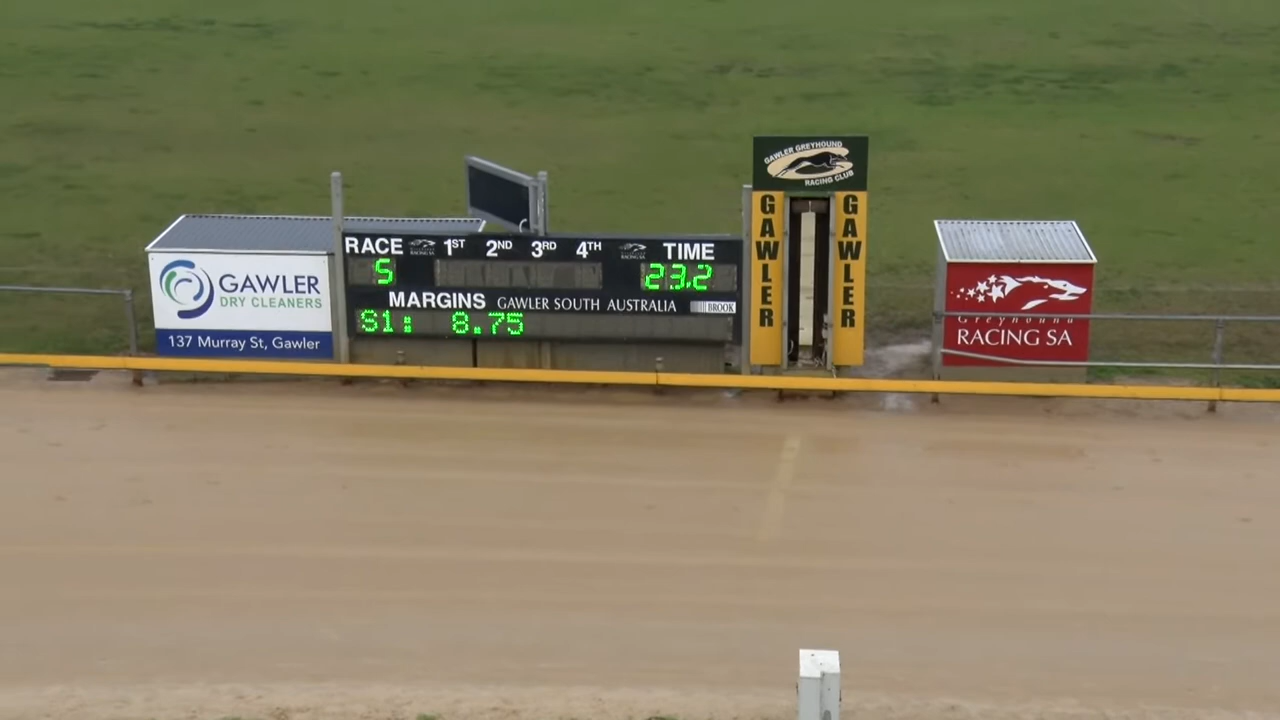 GAWLER GREYHOUND
RACING CLUB
GAWLER
GAWLER
RACE 1ST 2ND 3RD 4TH TIME
5 23.2
MARGINS GAWLER SOUTH AUSTRALIA BROOK
S1: 8.75
GAWLER
DRY CLEANERS
137 Murray St, Gawler
Greyhound
RACING SA